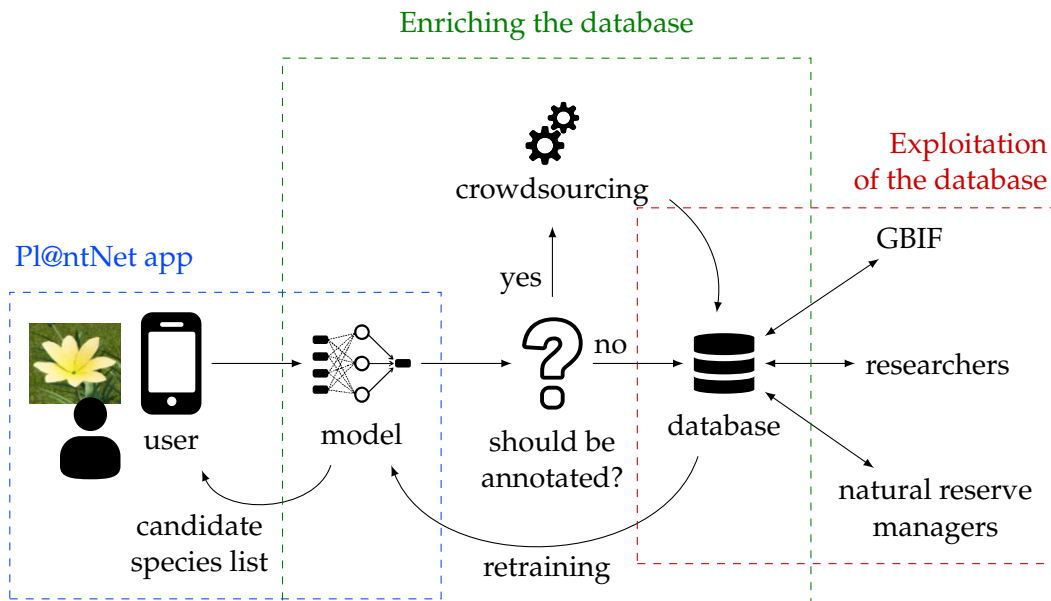 Enriching the database
Exploitation
of the database
crowdsourcing
GBIF
Pl@ntNet app
yes
no
researchers
user
model
should be
annotated?
database
natural reserve
managers
candidate
species list
retraining